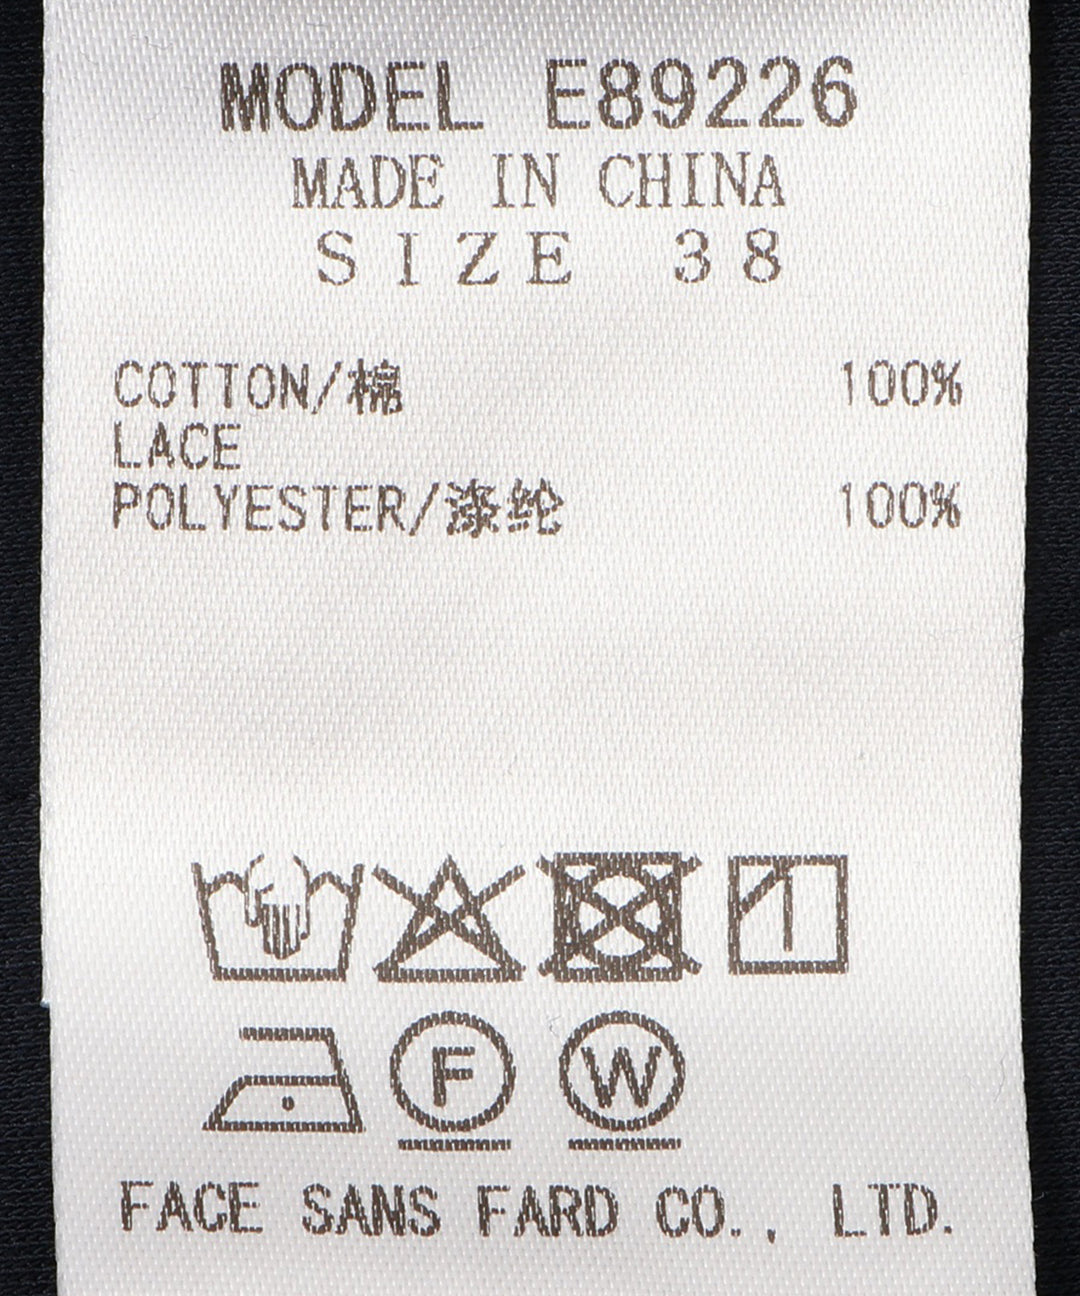 MODEL E89226
MADE IN CHINA
SIZE 38
COTTON/棉 100%
LACE
POLYESTER/涤纶 100%
F W
FACE SANS FARD CO., LTD.